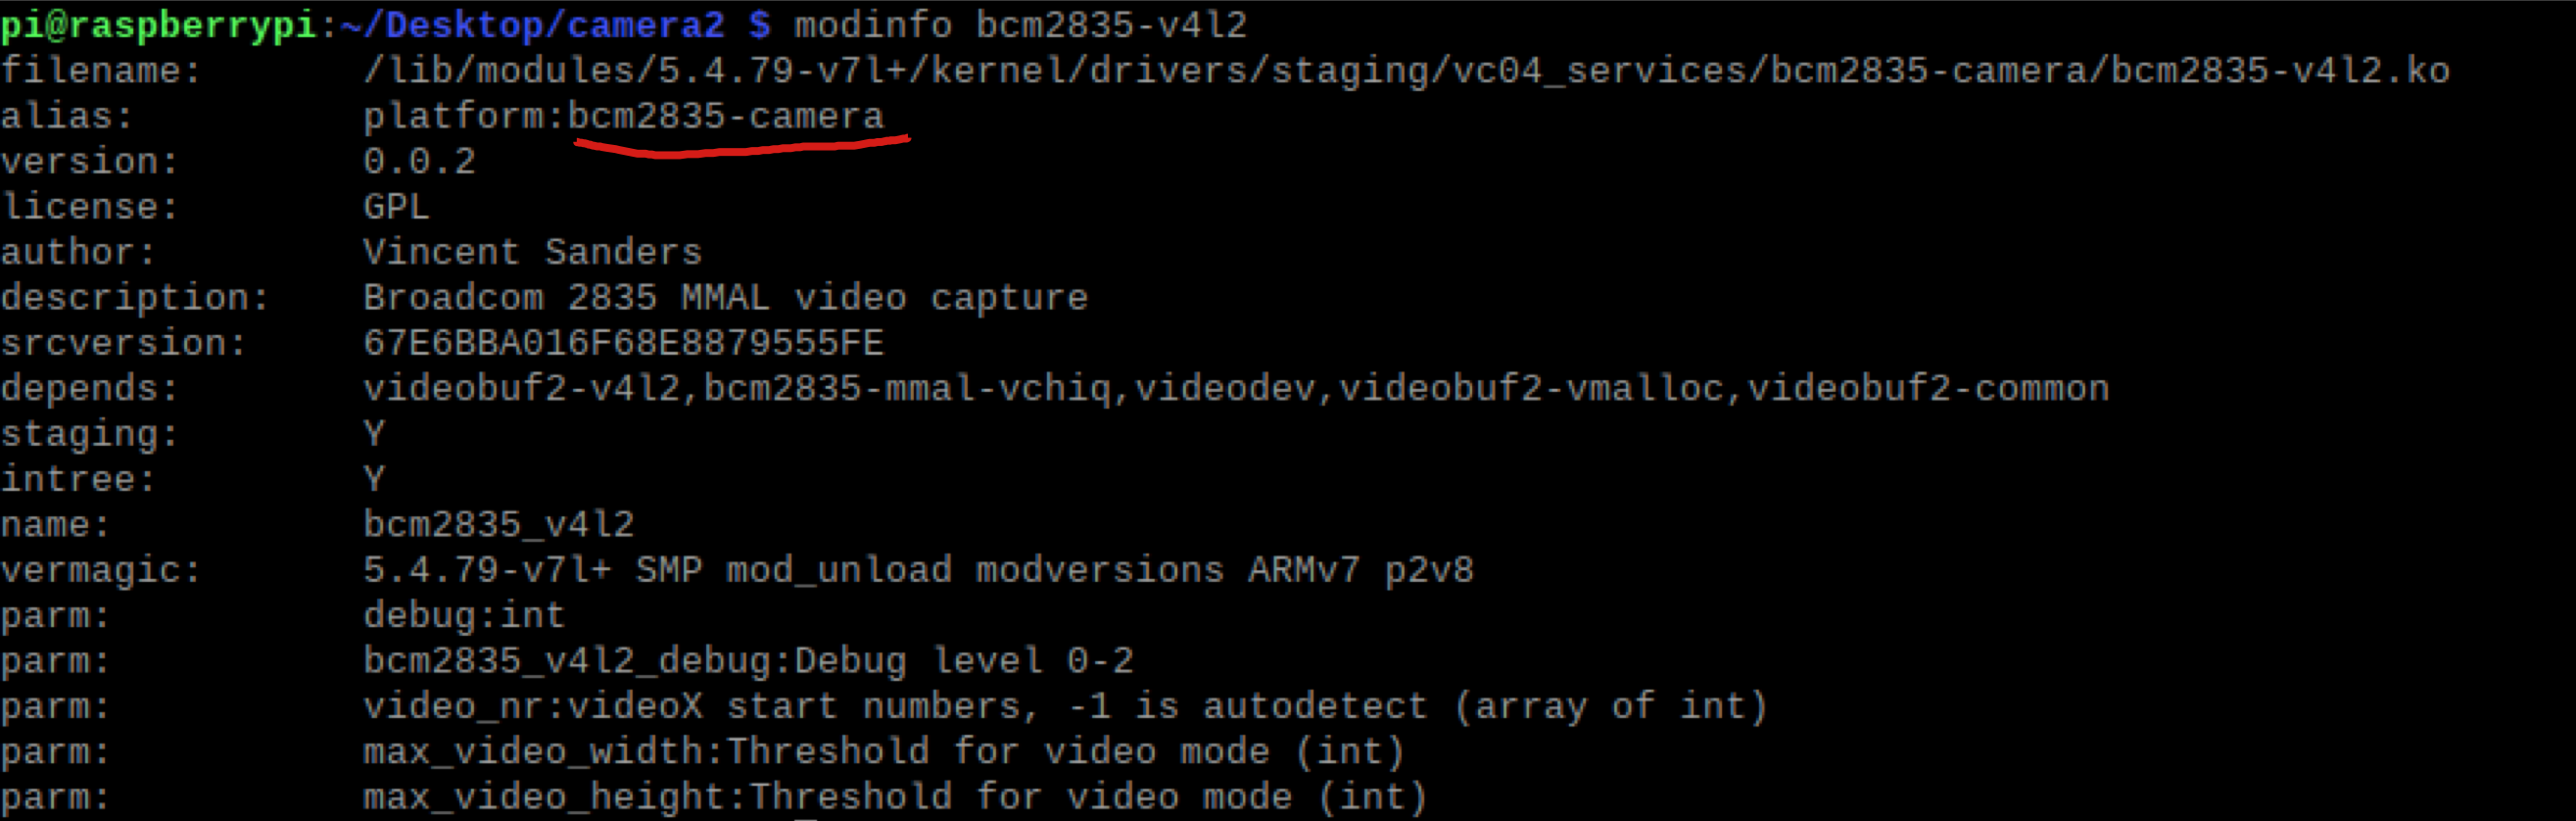 pi@raspberrypi:~/Desktop/camera2 $ modinfo bcm2835-v4l2
filename: /lib/modules/5.4.79-v7l+/kernel/drivers/staging/vc04_services/bcm2835-camera/bcm2835-v4l2.ko
alias: platform:bcm2835-camera
version: 0.0.2
license: GPL
author: Vincent Sanders
description: Broadcom 2835 MMAL video capture
srcversion: 67E6BBA016F68E8879555FE
depends: videobuf2-v4l2,bcm2835-mmal-vchiq,videodev,videobuf2-vmalloc,videobuf2-common
staging: Y
intree: Y
name: bcm2835_v4l2
vermagic: 5.4.79-v7l+ SMP mod_unload modversions ARMv7 p2v8
parm: debug:int
parm: bcm2835_v4l2_debug:Debug level 0-2
parm: video_nr:videoX start numbers, -1 is autodetect (array of int)
parm: max_video_width:Threshold for video mode (int)
parm: max_video_height:Threshold for video mode (int)